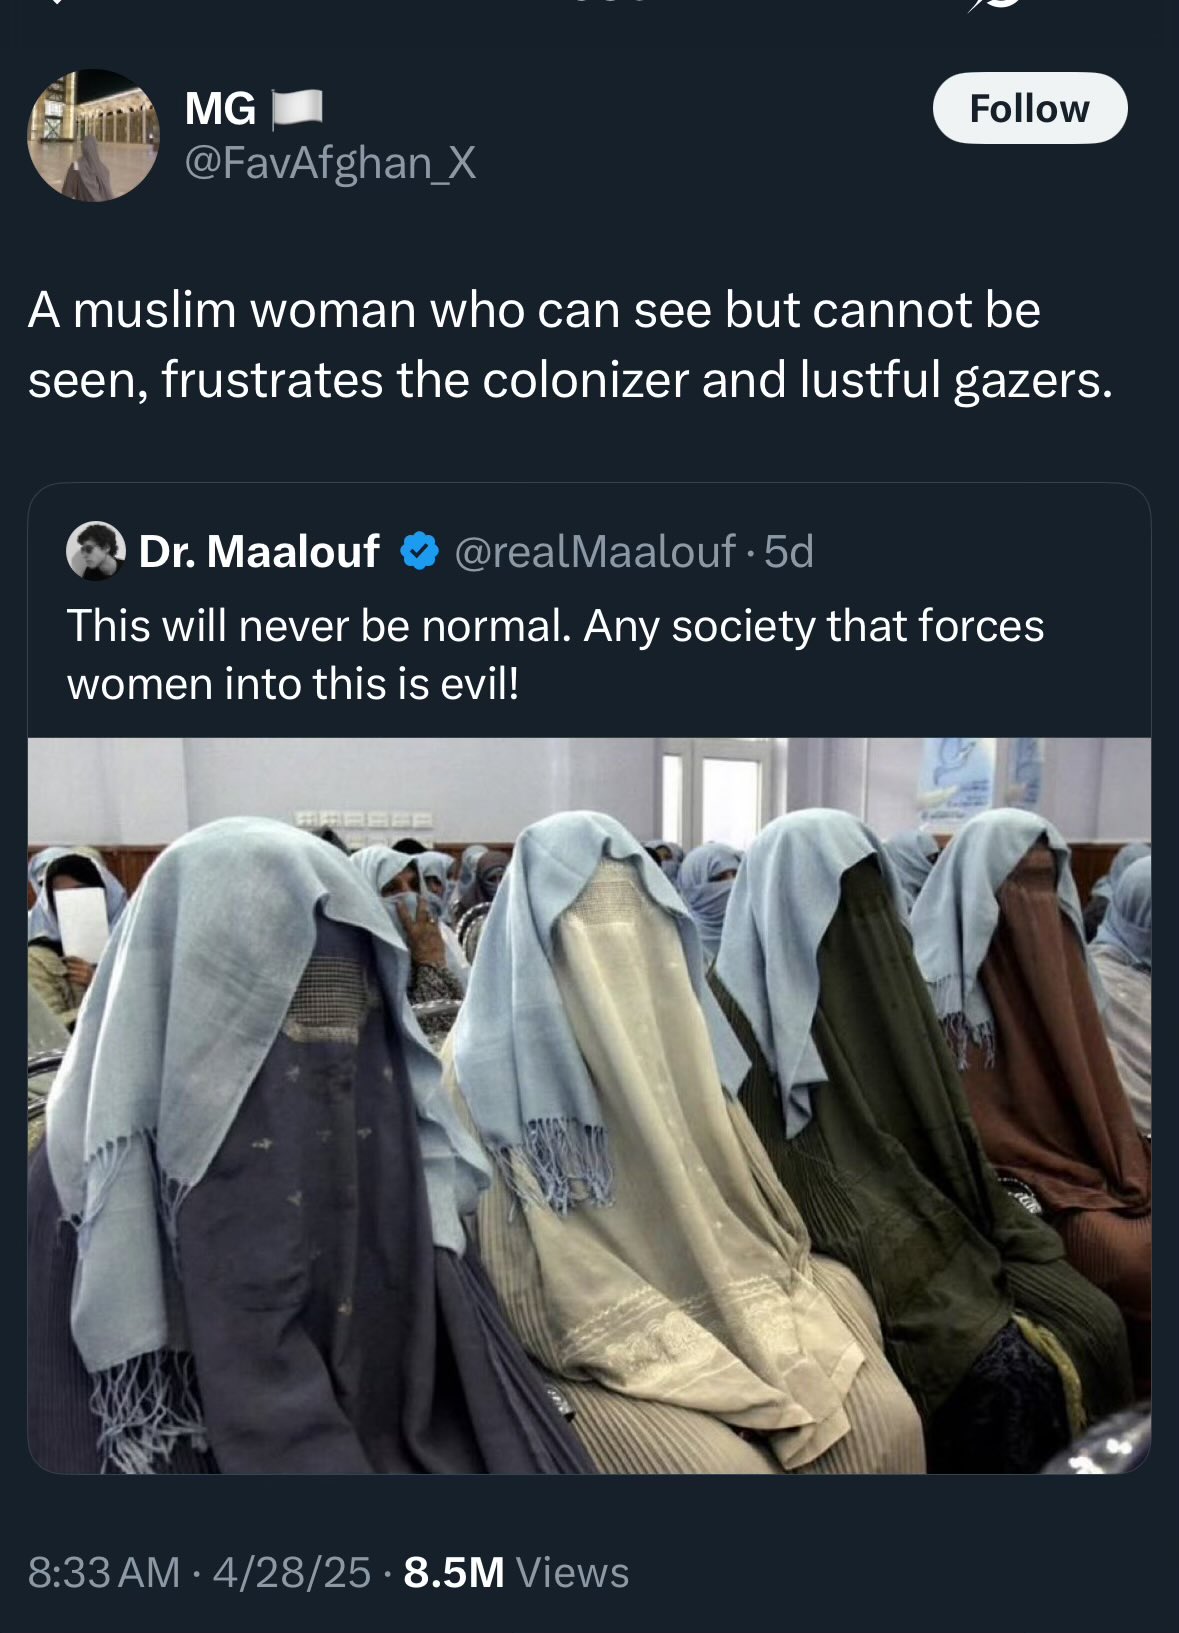 MG 🏳️
@FavAfghan_X
Follow
A muslim woman who can see but cannot be
seen, frustrates the colonizer and lustful gazers.
Dr. Maalouf @realMaalouf · 5d
This will never be normal. Any society that forces
women into this is evil!
8:33 AM · 4/28/25 · 8.5M Views